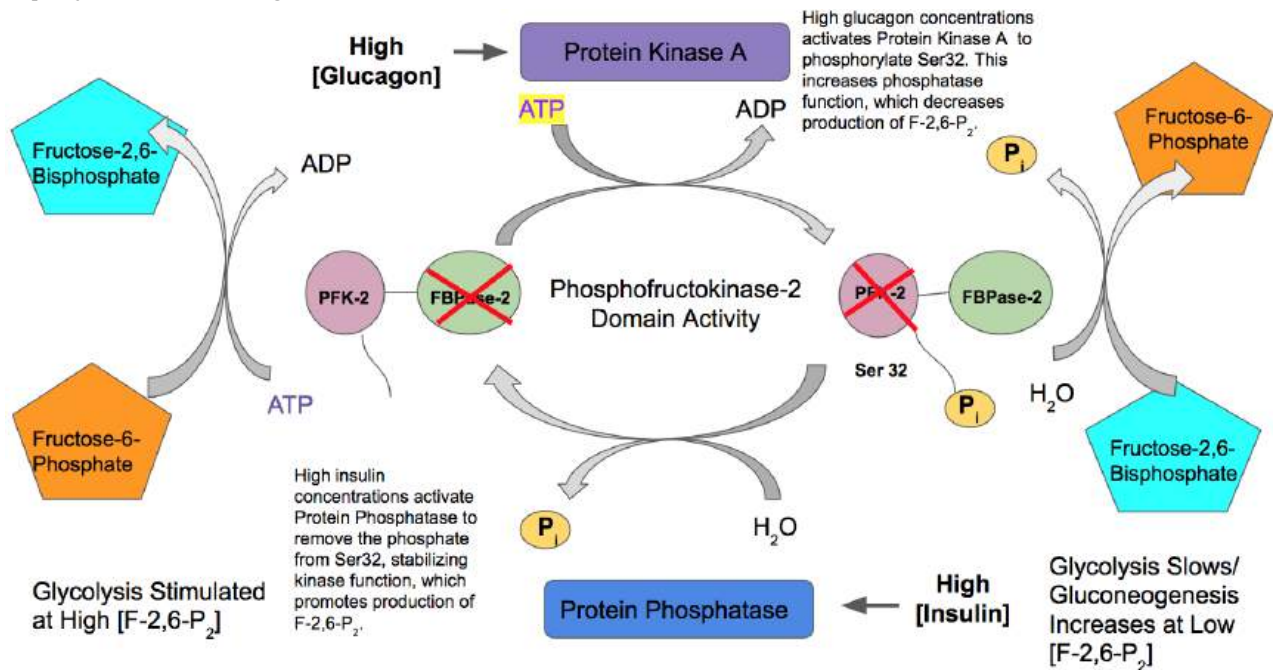 High
[Glucagon]
Protein Kinase A
High glucagon concentrations
activates Protein Kinase A to
phosphorylate Ser32. This
increases phosphatase
function, which decreases
production of F-2,6-P₂.
ATP
ADP
Fructose-2,6-
Bisphosphate
ADP
P i
Fructose-6-
Phosphate
PFK-2
FBPase-2
Phosphofructokinase-2
Domain Activity
PFK-2
FBPase-2
Ser 32
P i
H₂O
ATP
Fructose-6-
Phosphate
Fructose-2,6-
Bisphosphate
High insulin
concentrations activate
Protein Phosphatase to
remove the phosphate
from Ser32, stabilizing
kinase function, which
promotes production of
F-2,6-P₂.
P i
H₂O
Glycolysis Stimulated
at High [F-2,6-P₂]
Protein Phosphatase
High
[Insulin]
Glycolysis Slows/
Gluconeogenesis
Increases at Low
[F-2,6-P₂]